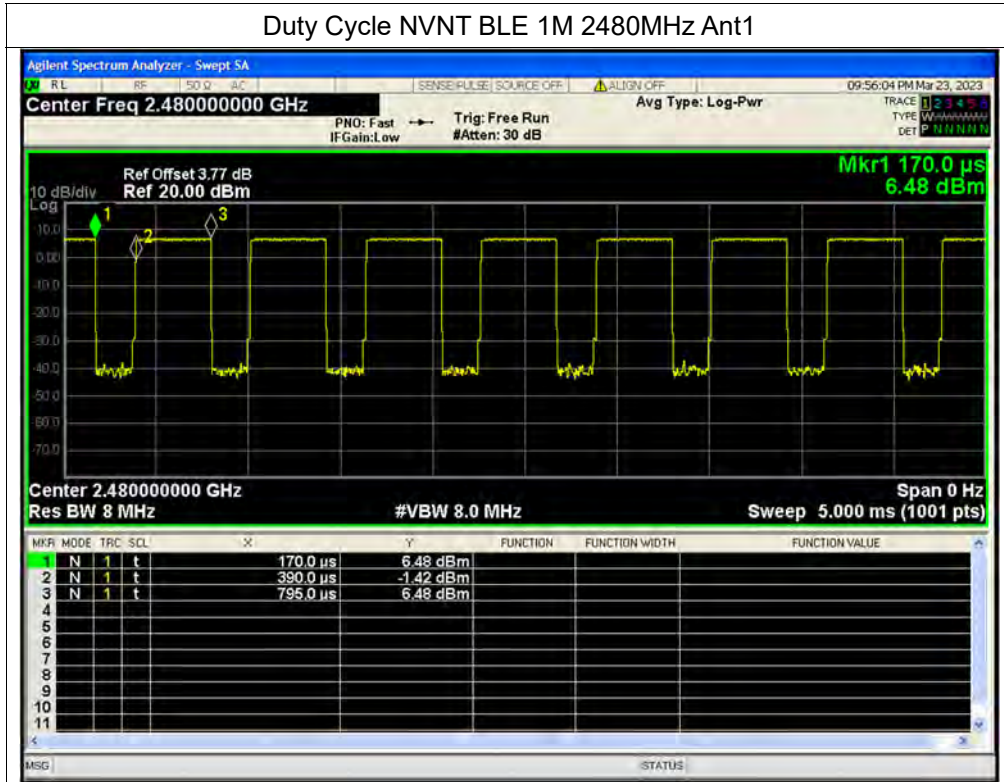 Duty Cycle NVNT BLE 1M 2480MHz Ant1
Agilent Spectrum Analyzer - Swept SA
RL RF 50 Ω AC SENSE:PULSE SOURCE OFF ALIGN OFF 09:56:04 PM Mar 23, 2023
Center Freq 2.480000000 GHz Avg Type: Log-Pwr TRACE 1 2 3 4 5 6
PNO: Fast Trig: Free Run TYPE W
IFGain:Low #Atten: 30 dB DET P N N N N N
Mkr1 170.0 µs
Ref Offset 3.77 dB
10 dB/div Ref 20.00 dBm 6.48 dBm
Log
1 2 3
10.0
0.00
-10.0
-20.0
-30.0
-40.0
-50.0
-60.0
-70.0
Center 2.480000000 GHz Span 0 Hz
Res BW 8 MHz #VBW 8.0 MHz Sweep 5.000 ms (1001 pts)
MKR MODE TRC SCL X Y FUNCTION FUNCTION WIDTH FUNCTION VALUE
1 N 1 t 170.0 µs 6.48 dBm
2 N 1 t 390.0 µs -1.42 dBm
3 N 1 t 795.0 µs 6.48 dBm
4
5
6
7
8
9
10
11
MSG STATUS